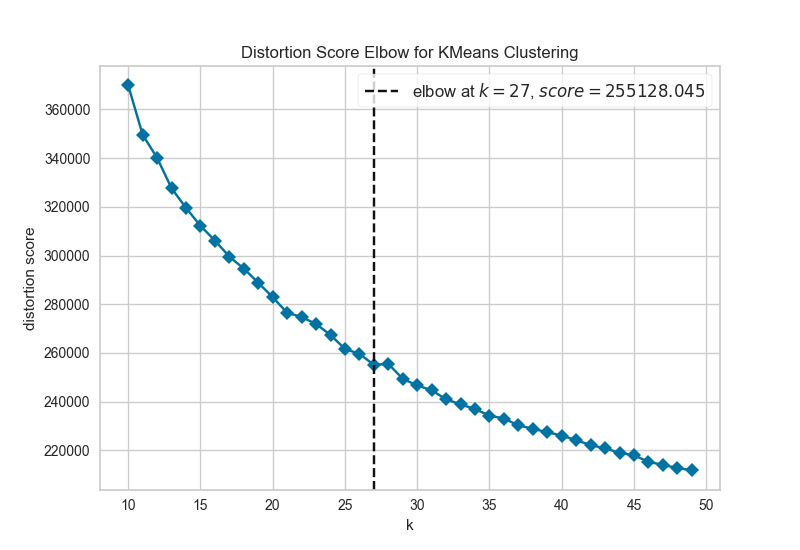 Distortion Score Elbow for KMeans Clustering
elbow at k = 27, score = 255128.045
distortion score
360000
340000
320000
300000
280000
260000
240000
220000
10 15 20 25 30 35 40 45 50
k